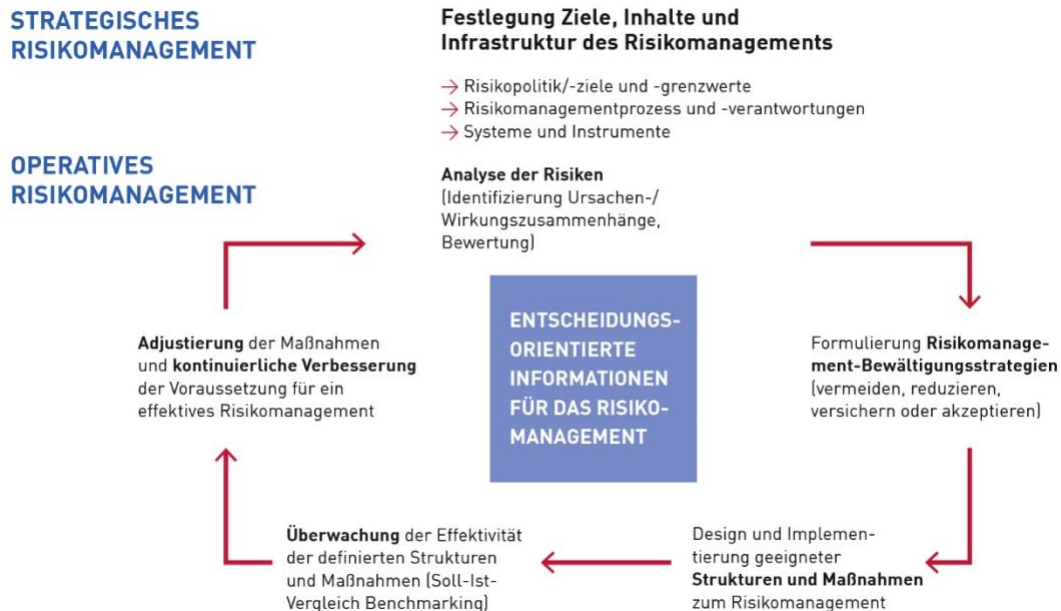 STRATEGISCHES
RISIKOMANAGEMENT
Festlegung Ziele, Inhalte und
Infrastruktur des Risikomanagements
→ Risikopolitik/-ziele und -grenzwerte
→ Risikomanagementprozess und -verantwortungen
→ Systeme und Instrumente
OPERATIVES
RISIKOMANAGEMENT
Analyse der Risiken
(Identifizierung Ursachen-/
Wirkungszusammenhänge,
Bewertung)
ENTSCHEIDUNGS-
ORIENTIERTE
INFORMATIONEN
FÜR DAS RISIKO-
MANAGEMENT
Formulierung Risikomanage-
ment-Bewältigungsstrategien
(vermeiden, reduzieren,
versichern oder akzeptieren)
Design und Implemen-
tierung geeigneter
Strukturen und Maßnahmen
zum Risikomanagement
Überwachung der Effektivität
der definierten Strukturen
und Maßnahmen (Soll-Ist-
Vergleich Benchmarking)
Adjustierung der Maßnahmen
und kontinuierliche Verbesserung
der Voraussetzung für ein
effektives Risikomanagement